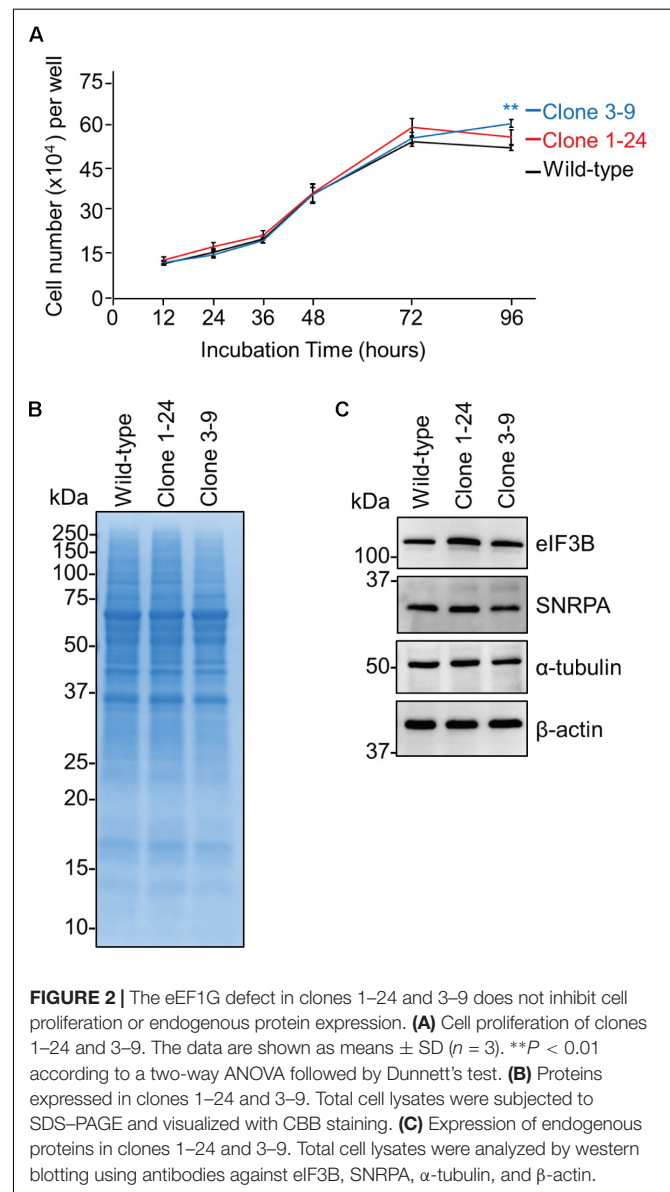 A
Cell number (x10⁴) per well
75
60
45
30
15
0
0 12 24 36 48 72 96
Incubation Time (hours)
** Clone 3-9
Clone 1-24
Wild-type
B
kDa
Wild-type
Clone 1-24
Clone 3-9
250
150
100
75
50
37
25
20
15
10
C
kDa
Wild-type
Clone 1-24
Clone 3-9
100
eIF3B
37
SNRPA
50
α-tubulin
β-actin
37
FIGURE 2 | The eEF1G defect in clones 1–24 and 3–9 does not inhibit cell
proliferation or endogenous protein expression. (A) Cell proliferation of clones
1–24 and 3–9. The data are shown as means ± SD (n = 3). **P < 0.01
according to a two-way ANOVA followed by Dunnett's test. (B) Proteins
expressed in clones 1–24 and 3–9. Total cell lysates were subjected to
SDS–PAGE and visualized with CBB staining. (C) Expression of endogenous
proteins in clones 1–24 and 3–9. Total cell lysates were analyzed by western
blotting using antibodies against eIF3B, SNRPA, α-tubulin, and β-actin.